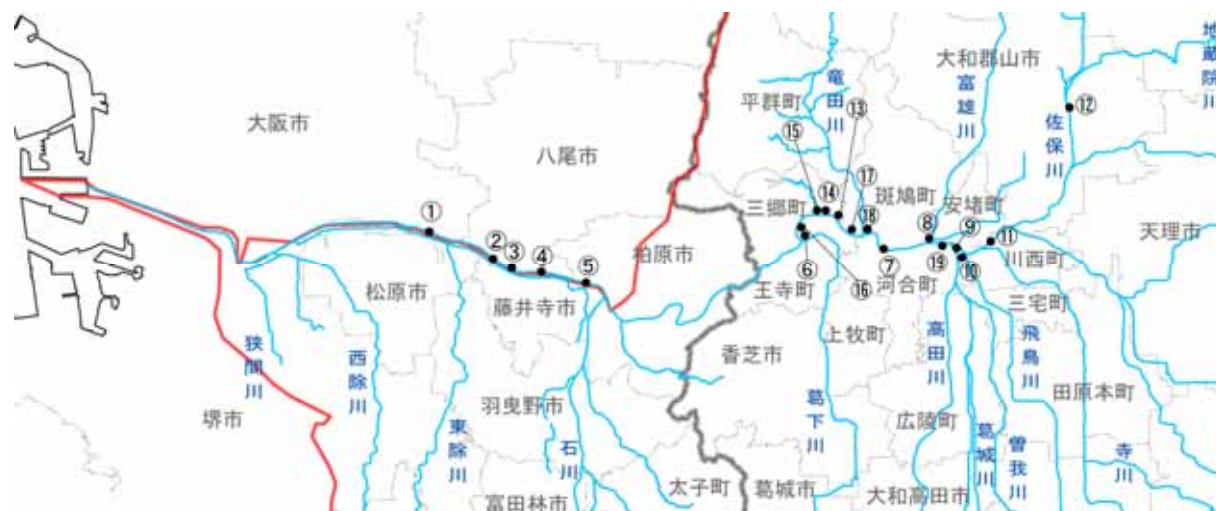 大阪市
八尾市
平群町
竜田川
⑬
大和郡山市
富雄川
地蔵院川
⑫
佐保川
⑮
⑭
⑰
斑鳩町
三郷町
⑱
安堵町
天理市
①
②
③
④
⑤
柏原市
⑥
⑯
⑦
⑧
⑲
⑨
⑩
⑪
川西町
松原市
藤井寺市
王寺町
河合町
三宅町
狭間川
西除川
東除川
羽曳野市
香芝市
上牧町
高田川
飛鳥川
田原本町
堺市
石川
葛下川
広陵町
葛城川
曽我川
寺川
富田林市
太子町
葛城市
大和高田市